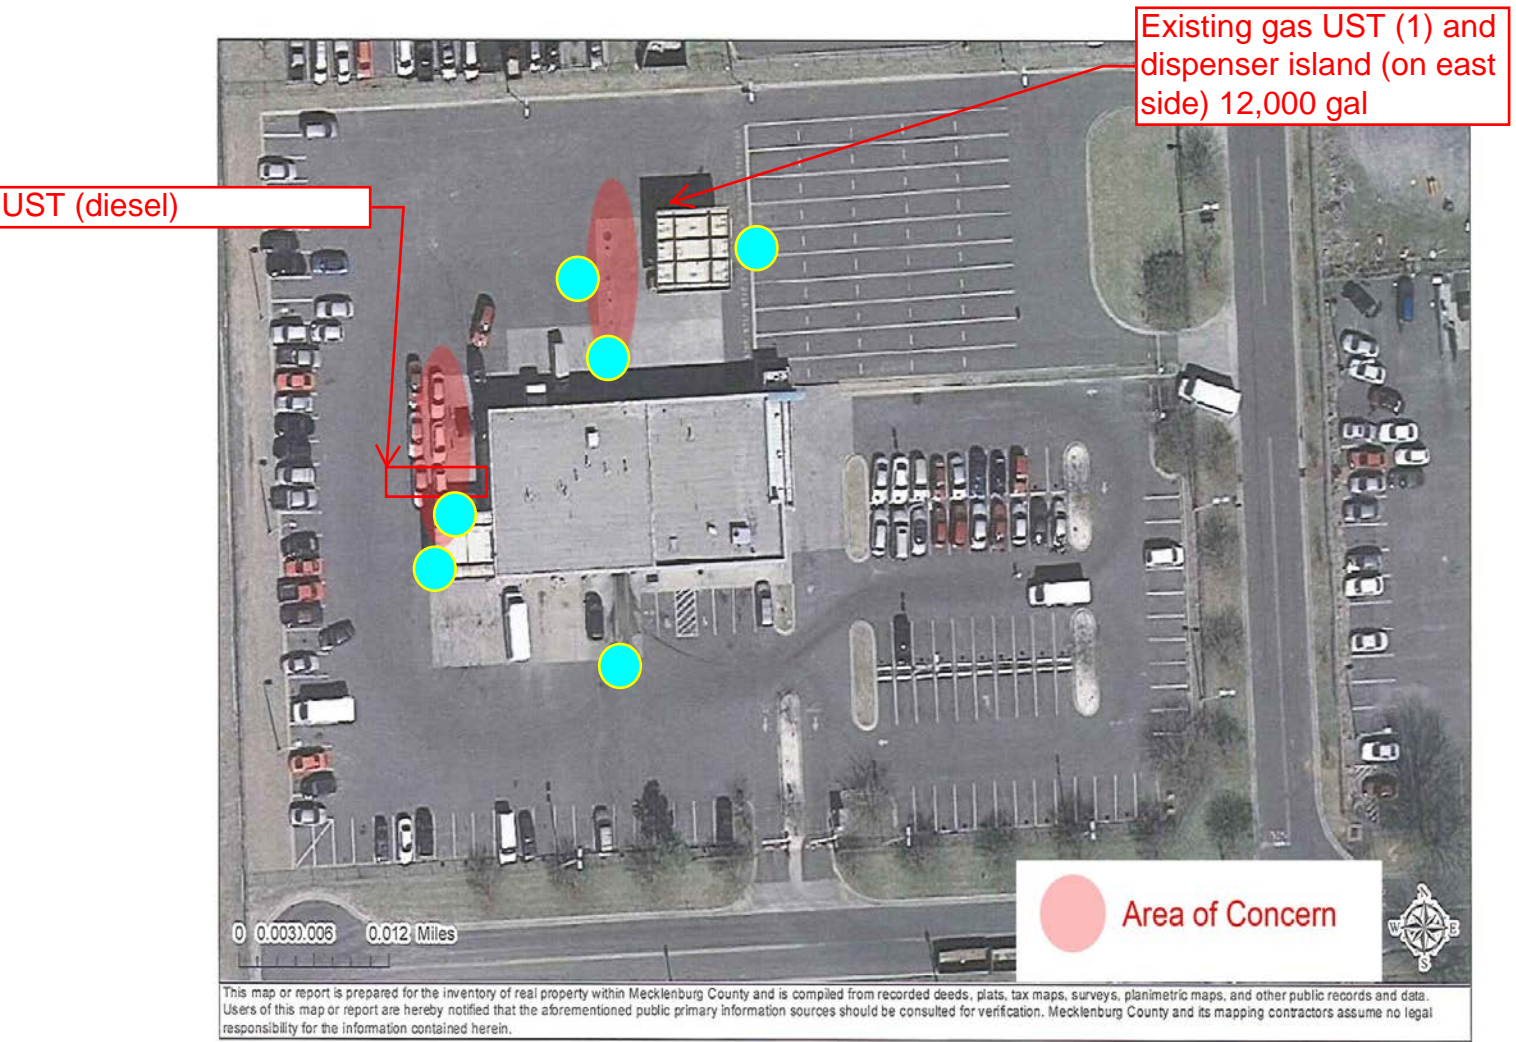 Existing gas UST (1) and
dispenser island (on east
side) 12,000 gal
UST (diesel)
Area of Concern
N
W E
S
0 0.003).006 0.012 Miles
This map or report is prepared for the inventory of real property within Mecklenburg County and is compiled from recorded deeds, plats, tax maps, surveys, planimetric maps, and other public records and data.
Users of this map or report are hereby notified that the aforementioned public primary information sources should be consulted for verification. Mecklenburg County and its mapping contractors assume no legal
responsibility for the information contained herein.